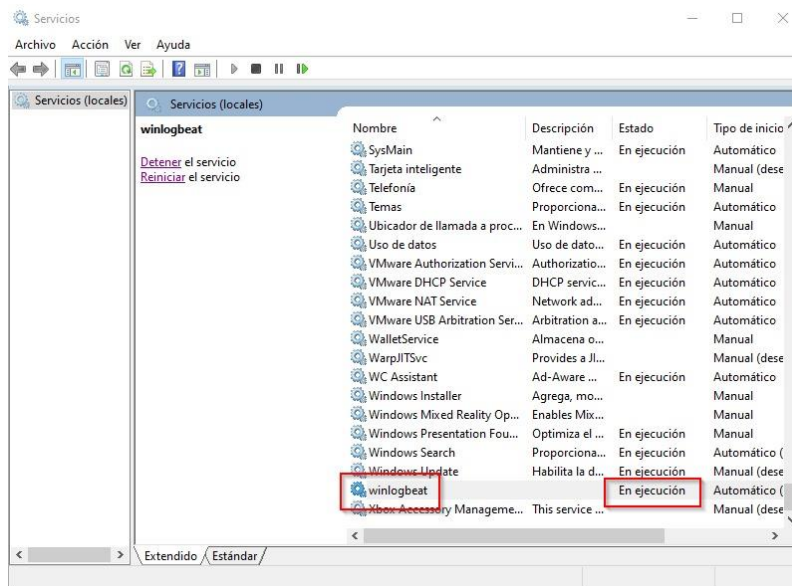 Servicios
Archivo Acción Ver Ayuda
Servicios (locales)
Servicios (locales)
winlogbeat
Detener el servicio
Reiniciar el servicio
Nombre Descripción Estado Tipo de inicio
SysMain Mantiene y ... En ejecución Automático
Tarjeta inteligente Administra ... Manual (dese
Telefonía Ofrece com... En ejecución Manual
Temas Proporciona... En ejecución Automático
Ubicador de llamada a proc... En Windows... Manual
Uso de datos Uso de dato... En ejecución Automático
VMware Authorization Servi... Authorizatio... En ejecución Automático
VMware DHCP Service DHCP servic... En ejecución Automático
VMware NAT Service Network ad... En ejecución Automático
VMware USB Arbitration Ser... Arbitration a... En ejecución Automático
WalletService Almacena o... Manual
WarpJITSvc Provides a JI... Manual (dese
WC Assistant Ad-Aware ... En ejecución Automático
Windows Installer Agrega, mo... Manual
Windows Mixed Reality Op... Enables Mix... Manual
Windows Presentation Fou... Optimiza el ... En ejecución Manual
Windows Search Proporciona... En ejecución Automático (
Windows Update Habilita la d... En ejecución Manual (dese
winlogbeat En ejecución Automático (
Xbox Accessory Manageme... This service ... Manual (dese
Extendido Estándar